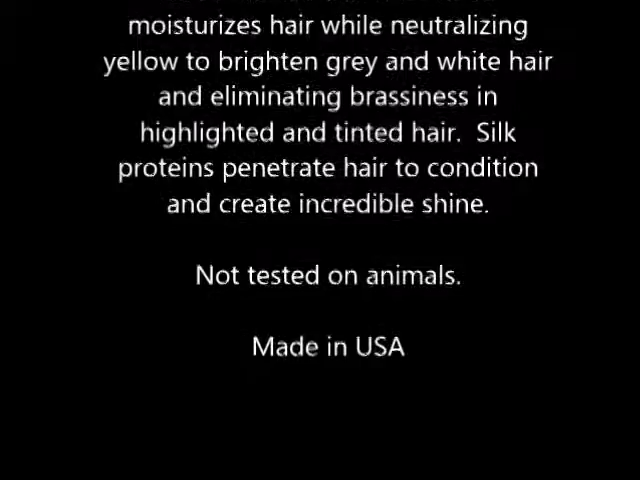 moisturizes hair while neutralizing
yellow to brighten grey and white hair
and eliminating brassiness in
highlighted and tinted hair.  Silk
proteins penetrate hair to condition
and create incredible shine.
Not tested on animals.
Made in USA